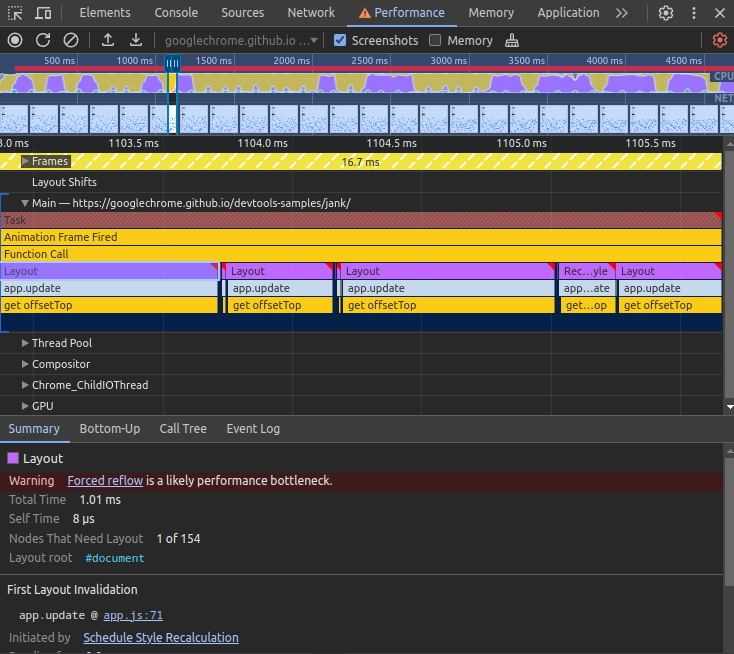 Elements Console Sources Network Performance Memory Application
googlechrome.github.io ... Screenshots Memory
500 ms 1000 ms 1500 ms 2000 ms 2500 ms 3000 ms 3500 ms 4000 ms 4500 ms
CPU
NET
3.0 ms 1103.5 ms 1104.0 ms 1104.5 ms 1105.0 ms 1105.5 ms
Frames 16.7 ms
Layout Shifts
Main — https://googlechrome.github.io/devtools-samples/jank/
Task
Animation Frame Fired
Function Call
Layout Layout Layout Rec...yle Layout
app.update app.update app.update app...ate app.update
get offsetTop get offsetTop get offsetTop get...op get offsetTop
Thread Pool
Compositor
Chrome_ChildIOThread
GPU
Summary Bottom-Up Call Tree Event Log
Layout
Warning Forced reflow is a likely performance bottleneck.
Total Time 1.01 ms
Self Time 8 μs
Nodes That Need Layout 1 of 154
Layout root #document
First Layout Invalidation
app.update @ app.js:71
Initiated by Schedule Style Recalculation